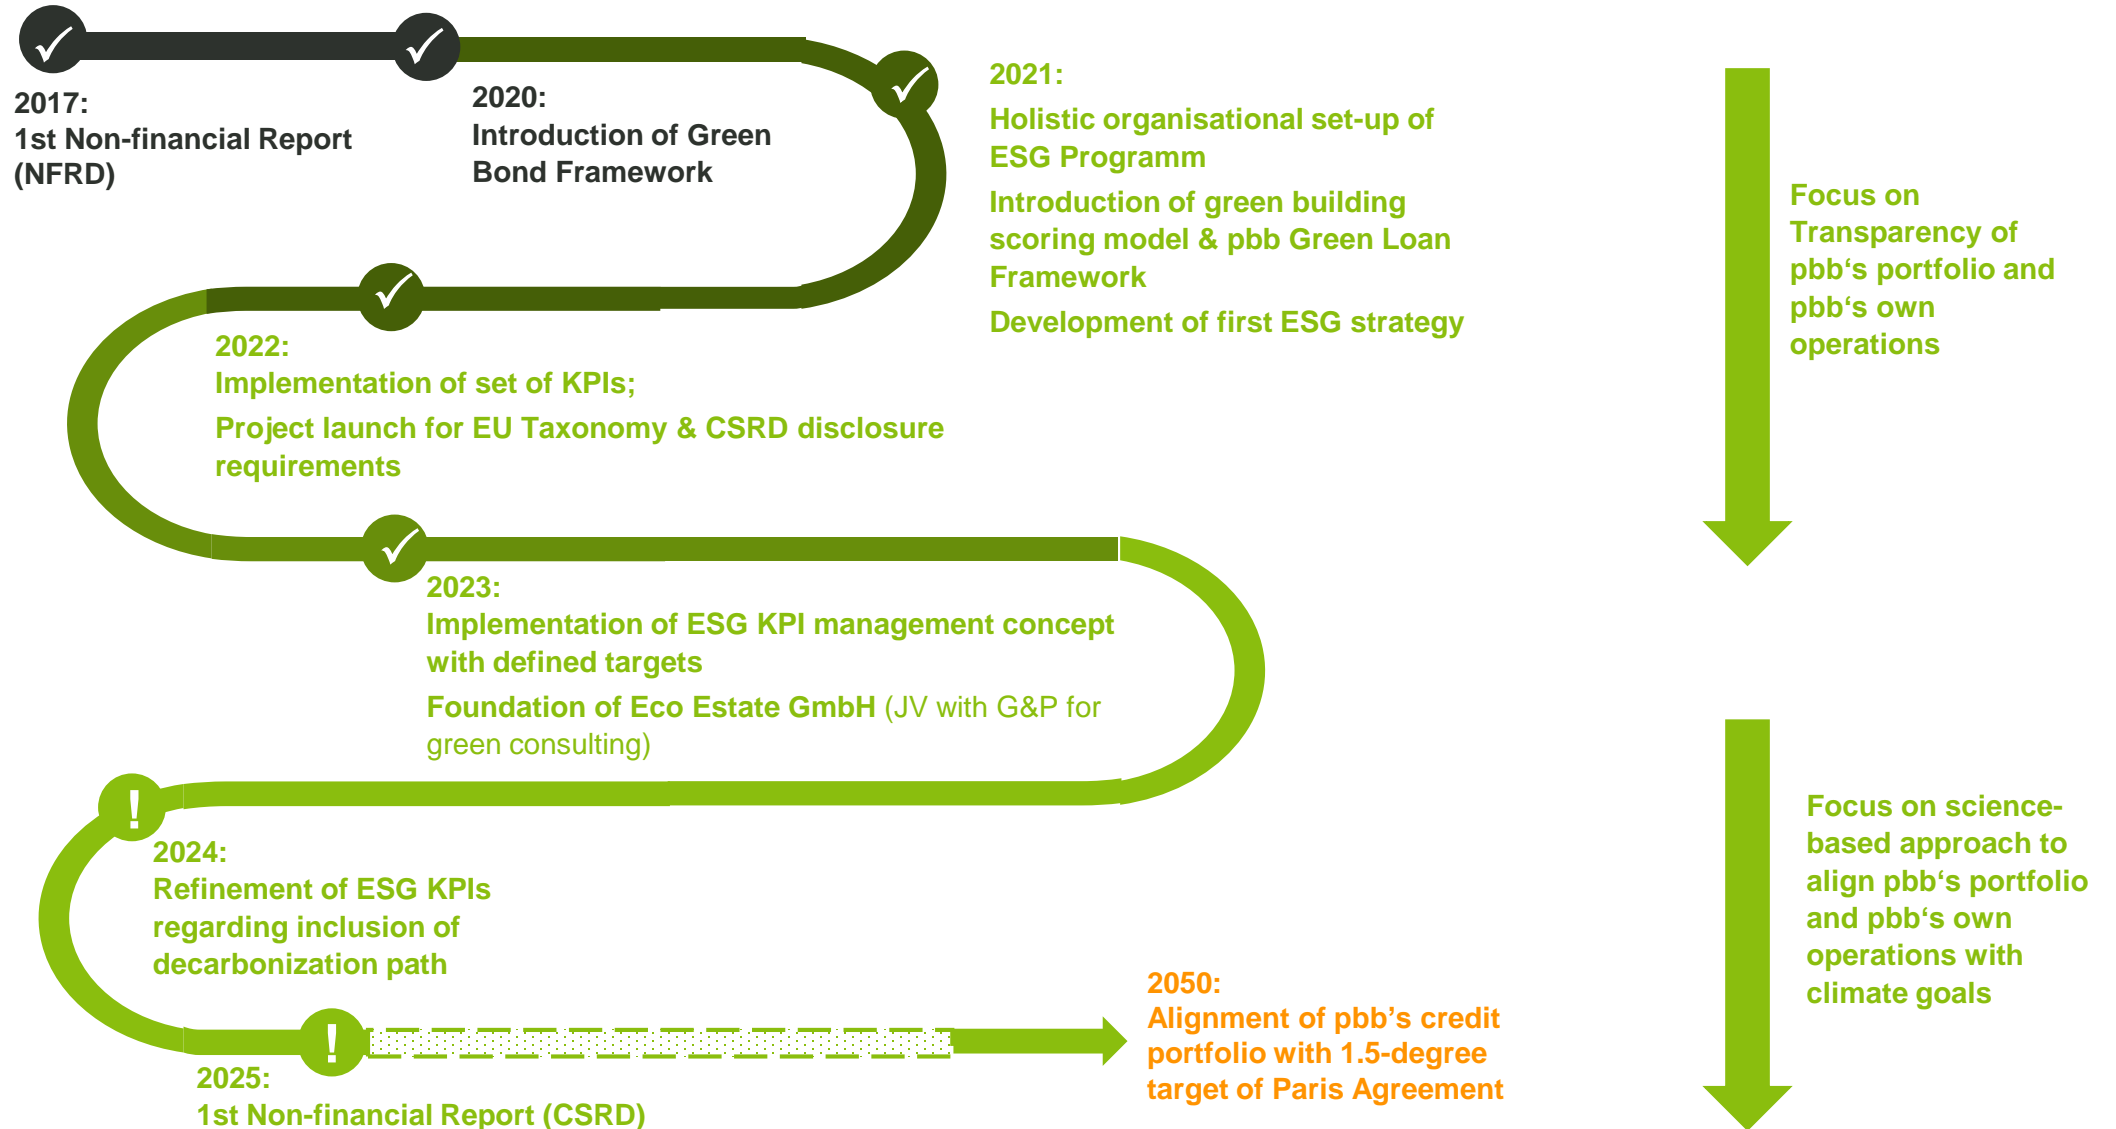 2017:
1st Non-financial Report
(NFRD)
2020:
Introduction of Green
Bond Framework
2021:
Holistic organisational set-up of
ESG Programm
Introduction of green building
scoring model & pbb Green Loan
Framework
Development of first ESG strategy
Focus on
Transparency of
pbb‘s portfolio and
pbb‘s own
operations
2022:
Implementation of set of KPIs;
Project launch for EU Taxonomy & CSRD disclosure
requirements
2023:
Implementation of ESG KPI management concept
with defined targets
Foundation of Eco Estate GmbH (JV with G&P for
green consulting)
!
2024:
Refinement of ESG KPIs
regarding inclusion of
decarbonization path
Focus on science-
based approach to
align pbb‘s portfolio
and pbb‘s own
operations with
climate goals
!
2025:
1st Non-financial Report (CSRD)
2050:
Alignment of pbb’s credit
portfolio with 1.5-degree
target of Paris Agreement